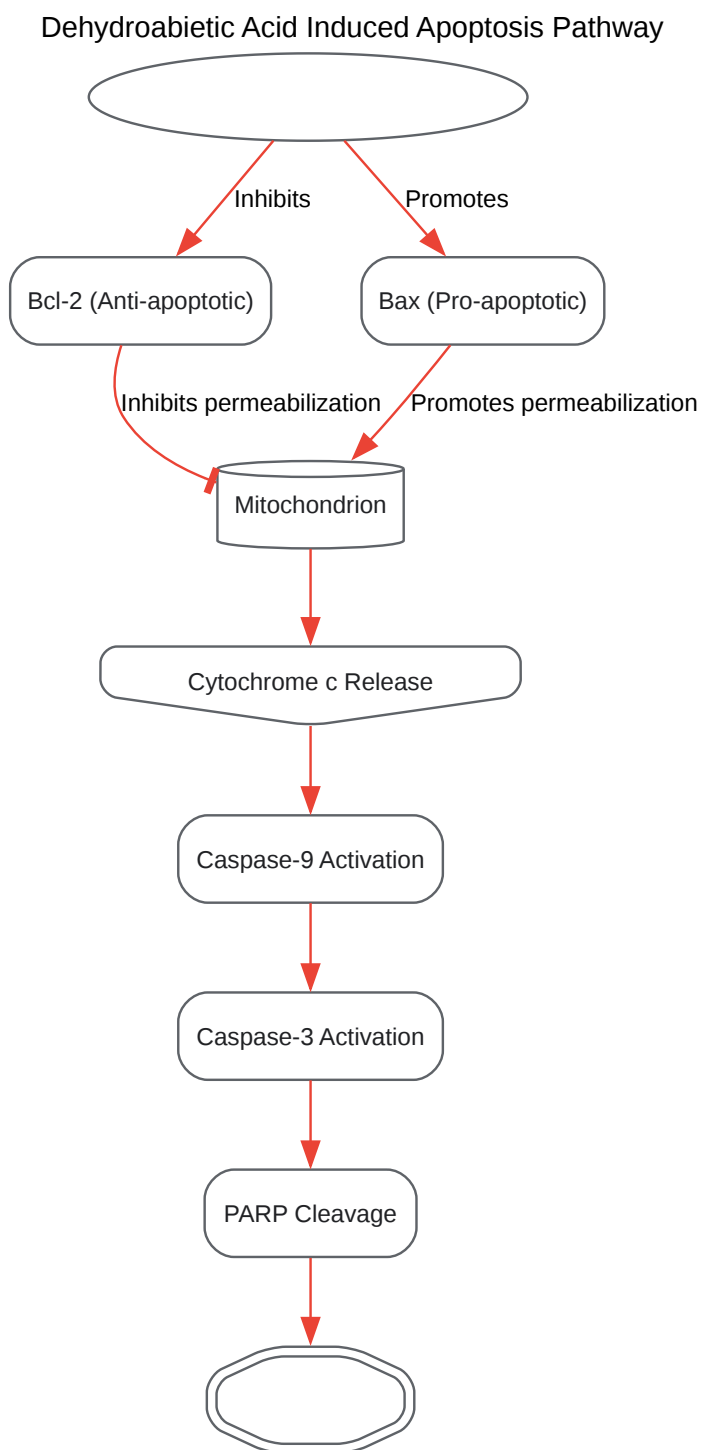 Dehydroabietic Acid Induced Apoptosis Pathway
Inhibits
Promotes
Bcl-2 (Anti-apoptotic)
Bax (Pro-apoptotic)
Inhibits permeabilization
Promotes permeabilization
Mitochondrion
Cytochrome c Release
Caspase-9 Activation
Caspase-3 Activation
PARP Cleavage